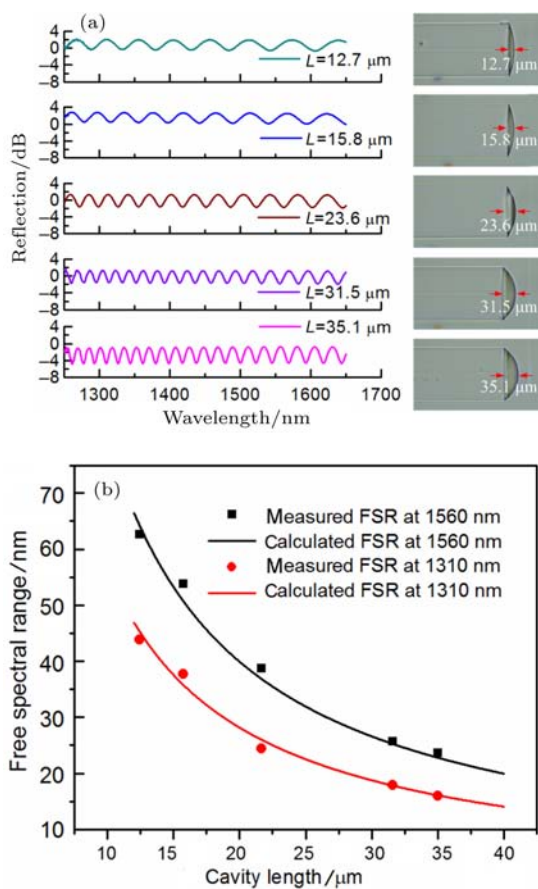 (a)
Reflection/dB
4
0
−4
−8
L=12.7 µm
4
0
−4
−8
L=15.8 µm
4
0
−4
−8
L=23.6 µm
4
0
−4
−8
L=31.5 µm
4
0
−4
−8
L=35.1 µm
1300 1400 1500 1600 1700
Wavelength/nm
12.7 µm
15.8 µm
23.6 µm
31.5 µm
35.1 µm
(b)
Measured FSR at 1560 nm
Calculated FSR at 1560 nm
Measured FSR at 1310 nm
Calculated FSR at 1310 nm
Free spectral range/nm
70
60
50
40
30
20
10
0
10 15 20 25 30 35 40
Cavity length/µm